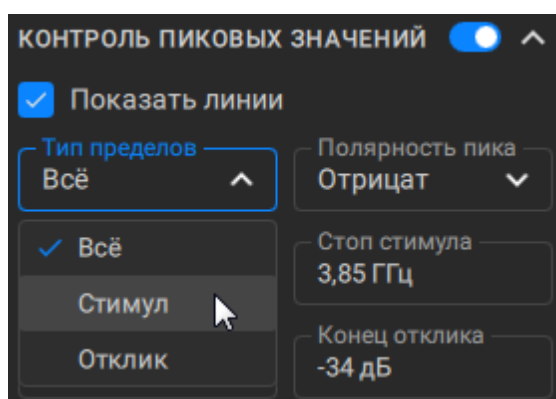 КОНТРОЛЬ ПИКОВЫХ ЗНАЧЕНИЙ
Показать линии
Тип пределов
Всё
Полярность пика
Отрицат
Всё
Стимул
Отклик
Стоп стимула
3,85 ГГц
Конец отклика
-34 дБ